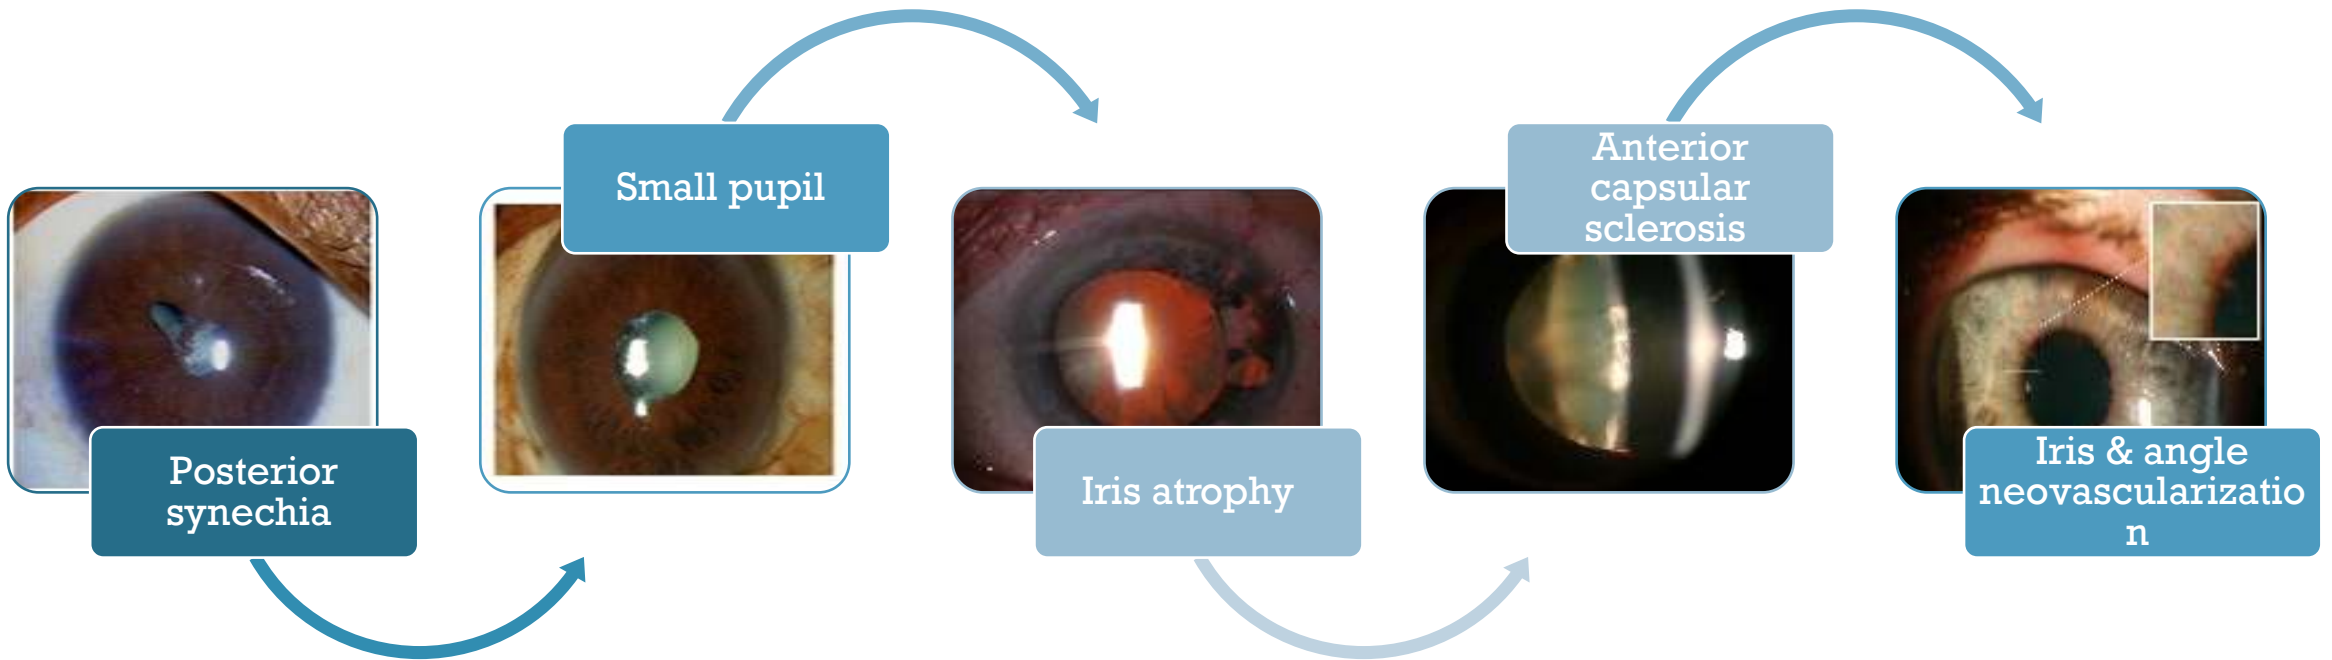 Posterior
synechia
Small pupil
Iris atrophy
Anterior
capsular
sclerosis
Iris & angle
neovascularizatio
n